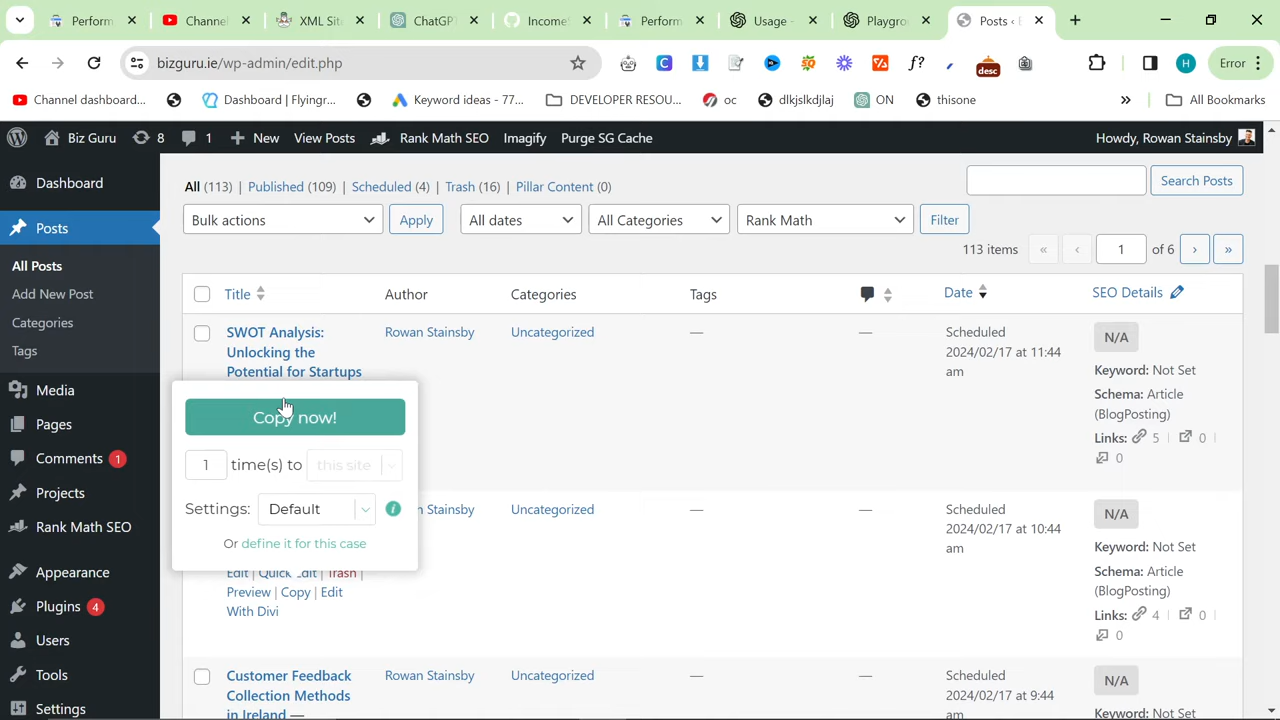 Perform
Channel
XML Sit
ChatGPT
IncomeS
Perform
Usage -
Playgrou
Posts ‹
bizguru.ie/wp-admin/edit.php
desc
H
Error
Channel dashboard...
Dashboard | Flyingr...
Keyword ideas - 77...
DEVELOPER RESOU...
oc
dlkjslkdjlaj
ON
thisone
»
All Bookmarks
Biz Guru
8
1
New
View Posts
Rank Math SEO
Imagify
Purge SG Cache
Howdy, Rowan Stainsby
Dashboard
Posts
All Posts
Add New Post
Categories
Tags
Media
Pages
Comments 1
Projects
Rank Math SEO
Appearance
Plugins 4
Users
Tools
Settings
All (113) | Published (109) | Scheduled (4) | Trash (16) | Pillar Content (0)
Search Posts
Bulk actions
Apply
All dates
All Categories
Rank Math
Filter
113 items « ‹ 1 of 6 › »
Title
Author
Categories
Tags
Date
SEO Details
SWOT Analysis:
Unlocking the
Potential for Startups
Rowan Stainsby
Uncategorized
—
—
Scheduled
2024/02/17 at 11:44
am
N/A
Keyword: Not Set
Schema: Article
(BlogPosting)
Links: 5 | 0 |
0
Copy now!
1 time(s) to this site
Settings: Default i
Or define it for this case
n Stainsby
Uncategorized
—
—
Scheduled
2024/02/17 at 10:44
am
N/A
Keyword: Not Set
Schema: Article
(BlogPosting)
Links: 4 | 0 |
0
Edit | Quick Edit | Trash |
Preview | Copy | Edit
With Divi
Customer Feedback
Collection Methods
in Ireland —
Rowan Stainsby
Uncategorized
—
—
Scheduled
2024/02/17 at 9:44
am
N/A
Keyword: Not Set